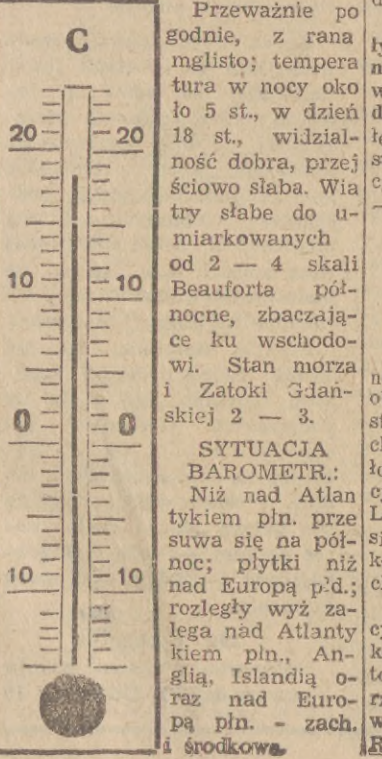 C
20 20
10 10
0 0
10 10
Przeważnie po
godnie, z rana
mglisto; tempera
tura w nocy oko
ło 5 st., w dzień
18 st., widzial-
ność dobra, przej
ściowo słaba. Wia
try słabe do u-
miarkowanych
od 2 — 4 skali
Beauforta pół-
nocne, zbaczają-
ce ku wschodo-
wi. Stan morza
i Zatoki Gdań-
skiej 2 — 3.
SYTUACJA
BAROMETR.:
Niż nad Atlan
tykiem płn. prze
suwa się na pół-
noc; płytki niż
nad Europą płd.;
rozległy wyż za-
lega nad Atlanty
kiem płn., An-
glią, Islandią o-
raz nad Euro-
pą płn. - zach.
i środkową.